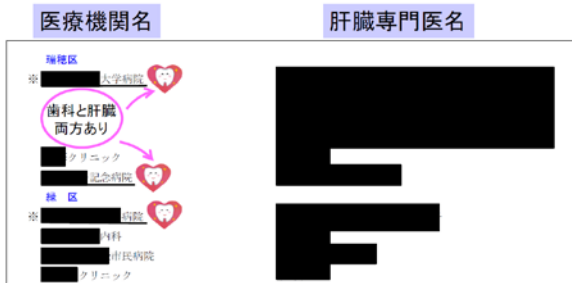 医療機関名
肝臓専門医名
瑞穂区
※ 大学病院
歯科と肝臓
両方あり
クリニック
記念病院
緑 区
※ 病院
内科
市民病院
クリニック